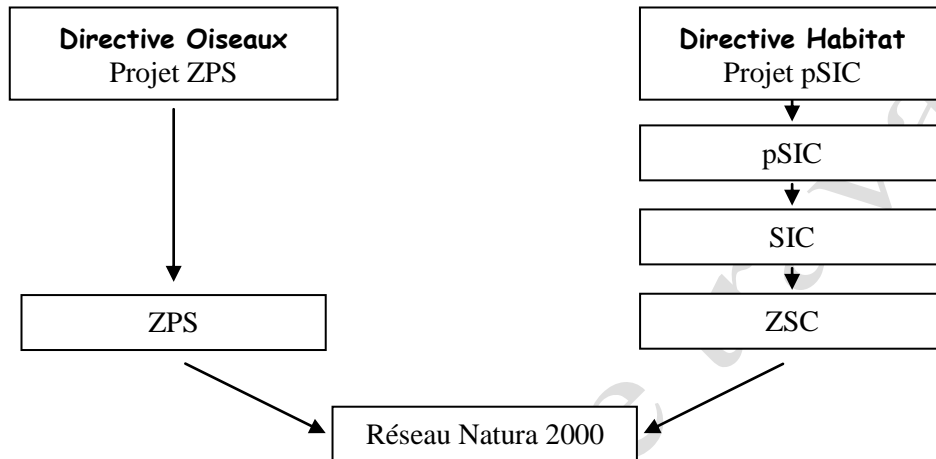 Directive Oiseaux
Projet ZPS
Directive Habitat
Projet pSIC
pSIC
SIC
ZPS
ZSC
Réseau Natura 2000